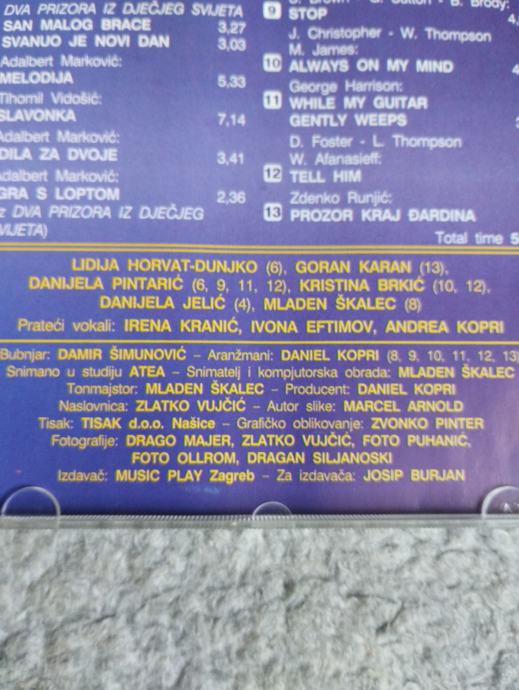 DVA PRIZORA IZ DJEČJEG SVIJETA
SAN MALOG BRACE 3,27
SVANUO JE NOVI DAN 3,03
Adalbert Marković:
MELODIJA 5,33
Tihomil Vidošić:
SLAVONKA 7,14
Adalbert Marković:
DILA ZA DVOJE 3,41
Adalbert Marković:
GRA S LOPTOM 2,36
z DVA PRIZORA IZ DJEČJEG
VIJETA)
9 STOP
J. Christopher - W. Thompson
M. James:
10 ALWAYS ON MY MIND
George Harrison:
11 WHILE MY GUITAR
GENTLY WEEPS
D. Foster - L. Thompson
W. Afanasieff:
12 TELL HIM
Zdenko Runjić:
13 PROZOR KRAJ ĐARDINA
Total time 5
LIDIJA HORVAT-DUNJKO (6), GORAN KARAN (13),
DANIJELA PINTARIĆ (6, 9, 11, 12), KRISTINA BRKIĆ (10, 12),
DANIJELA JELIĆ (4), MLADEN ŠKALEC (8)
Prateći vokali: IRENA KRANIĆ, IVONA EFTIMOV, ANDREA KOPRI
Bubnjar: DAMIR ŠIMUNOVIĆ – Aranžmani: DANIEL KOPRI (8, 9, 10, 11, 12, 13)
Snimano u studiju ATEA – Snimatelj i kompjutorska obrada: MLADEN ŠKALEC
Tonmajstor: MLADEN ŠKALEC – Producent: DANIEL KOPRI
Naslovnica: ZLATKO VUJČIĆ – Autor slike: MARCEL ARNOLD
Tisak: TISAK d.o.o. Našice – Grafičko oblikovanje: ZVONKO PINTER
Fotografije: DRAGO MAJER, ZLATKO VUJČIĆ, FOTO PUHANIĆ,
FOTO OLLROM, DRAGAN SILJANOSKI
Izdavač: MUSIC PLAY Zagreb – Za izdavača: JOSIP BURJAN